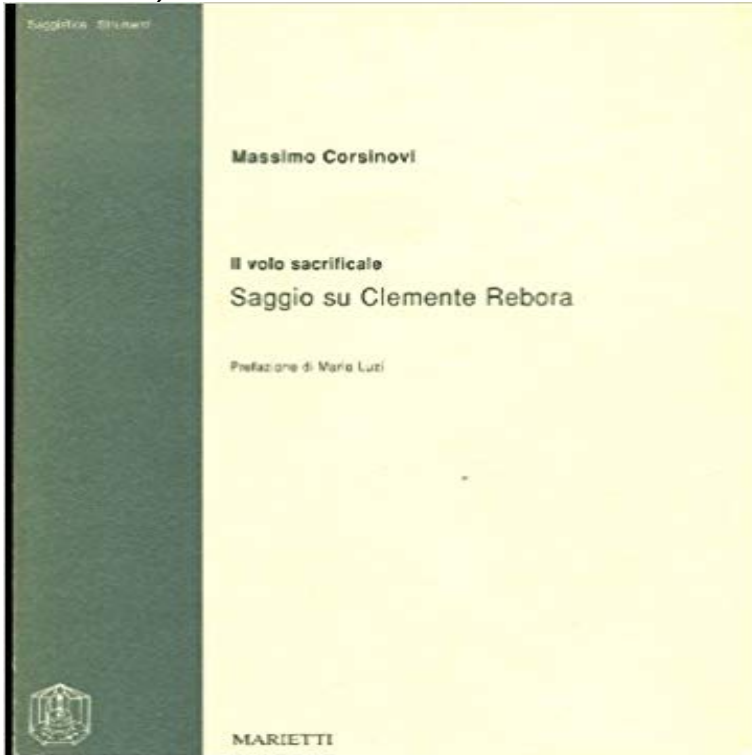 Saggistica Strumenti
Massimo Corsinovi
Il volo sacrificale
Saggio su Clemente Rebora
Prefazione di Mario Luzi
MARIETTI